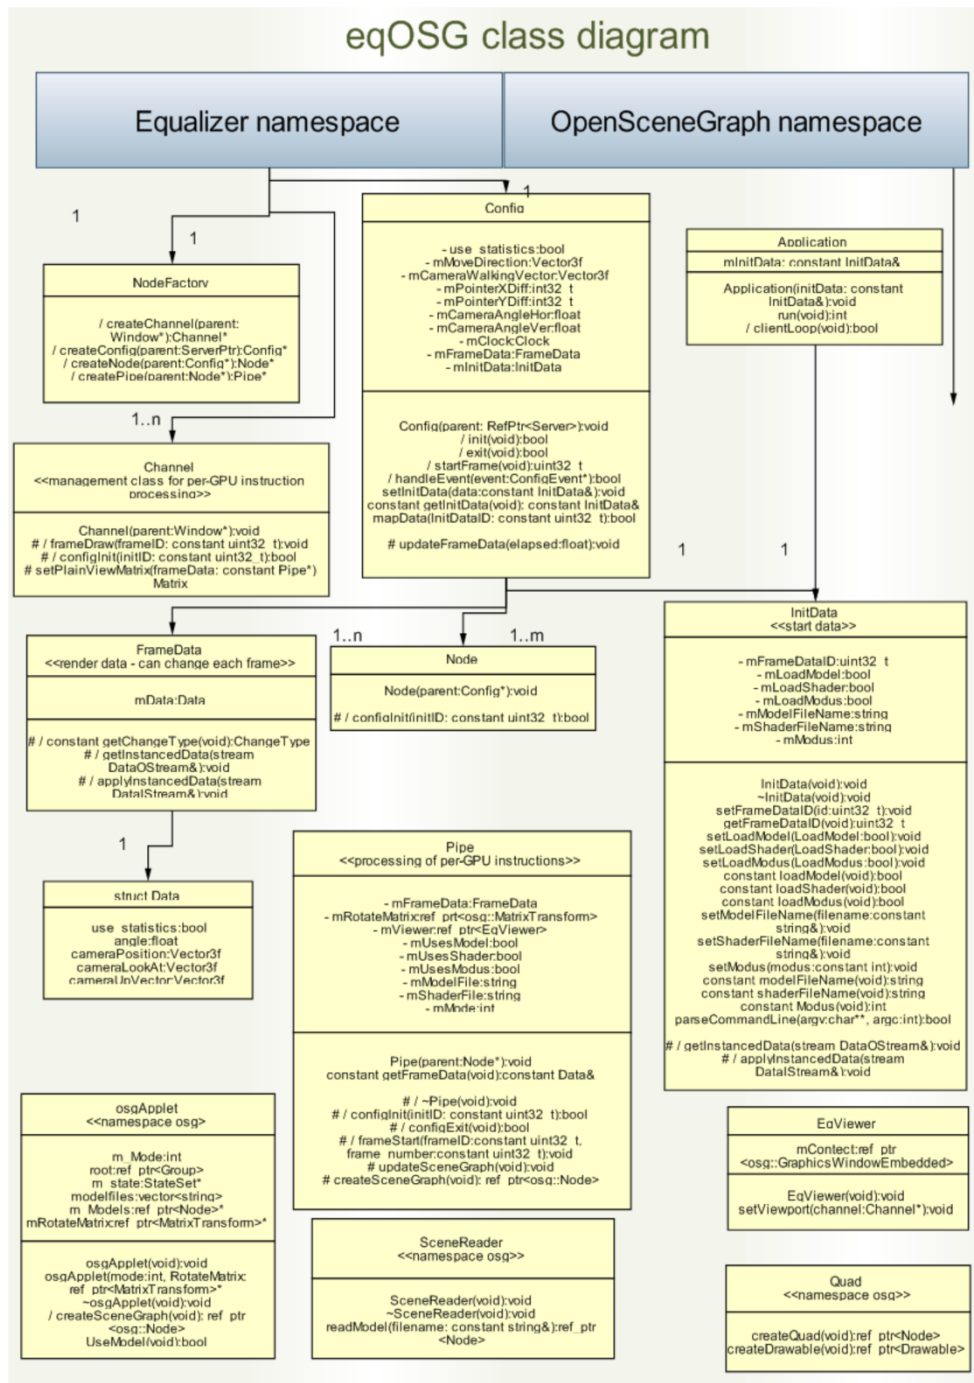 eqOSG class diagram
Equalizer namespace
OpenSceneGraph namespace
1
1
1
NodeFactory
/ createChannel(parent:
Window*):Channel*
/ createConfig(parent:ServerPtr):Config*
/ createNode(parent:Config*):Node*
/ createPipe(parent:Node*):Pipe*
Config
- use_statistics:bool
- mMoveDirection:Vector3f
- mCameraWalkingVector:Vector3f
- mPointerXDiff:int32_t
- mPointerYDiff:int32_t
- mCameraAngleHor:float
- mCameraAngleVer:float
- mClock:Clock
- mFrameData:FrameData
- mInitData:InitData
Config(parent: RefPtr<Server>):void
/ init(void):bool
/ exit(void):bool
/ startFrame(void):uint32_t
/ handleEvent(event:ConfigEvent*):bool
setInitData(data:constant InitData&):void
constant getInitData(void): constant InitData&
mapData(InitDataID: constant uint32_t):bool
# updateFrameData(elapsed:float):void
Application
mInitData: constant InitData&
Application(initData: constant
InitData&):void
run(void):int
/ clientLoop(void):bool
1..n
Channel
<<management class for per-GPU instruction
processing>>
Channel(parent:Window*):void
# / frameDraw(frameID: constant uint32_t):void
# / configInit(initID: constant uint32_t):bool
# setPlainViewMatrix(frameData: constant Pipe*)
Matrix
1
1
1..n
1..m
FrameData
<<render data - can change each frame>>
mData:Data
# / constant getChangeType(void):ChangeType
# / getInstancedData(stream
DataOStream&):void
# / applyInstancedData(stream
DataIStream&):void
Node
Node(parent:Config*):void
# / configInit(initID: constant uint32_t):bool
InitData
<<start data>>
- mFrameDataID:uint32_t
- mLoadModel:bool
- mLoadShader:bool
- mLoadModus:bool
- mModelFileName:string
- mShaderFileName:string
- mModus:int
InitData(void):void
~InitData(void):void
setFrameDataID(id:uint32_t):void
getFrameDataID(void):uint32_t
setLoadModel(LoadModel:bool):void
setLoadShader(LoadShader:bool):void
setLoadModus(LoadModus:bool):void
constant loadModel(void):bool
constant loadShader(void):bool
constant loadModus(void):bool
setModelFileName(filename:constant
string&):void
setShaderFileName(filename:constant
string&):void
setModus(modus:constant int):void
constant modelFileName(void):string
constant shaderFileName(void):string
constant Modus(void):int
parseCommandLine(argv:char**, argc:int):bool
# / getInstancedData(stream DataOStream&):void
# / applyInstancedData(stream
DataIStream&):void
1
struct Data
use_statistics:bool
angle:float
cameraPosition:Vector3f
cameraLookAt:Vector3f
cameraUpVector:Vector3f
Pipe
<<processing of per-GPU instructions>>
- mFrameData:FrameData
- mRotateMatrix:ref_prt<osg::MatrixTransform>
- mViewer:ref_ptr<EqViewer>
- mUsesModel:bool
- mUsesShader:bool
- mUsesModus:bool
- mModelFile:string
- mShaderFile:string
- mMode:int
Pipe(parent:Node*):void
constant getFrameData(void):constant Data&
# / ~Pipe(void):void
# / configInit(initID: constant uint32_t):bool
# / configExit(void):bool
# / frameStart(frameID:constant uint32_t,
frame_number:constant uint32_t):void
# updateSceneGraph(void):void
# createSceneGraph(void): ref_ptr<osg::Node>
osgApplet
<<namespace osg>
m_Mode:int
root:ref_ptr<Group>
m_state:StateSet*
modelfiles:vector<string>
m_Models:ref_ptr<Node>*
mRotateMatrix:ref_ptr<MatrixTransform>*
osgApplet(void):void
osgApplet(mode:int, RotateMatrix:
ref_ptr<MatrixTransform>*
~osgApplet(void):void
/ createSceneGraph(void): ref_ptr
<osg::Node>
UseModel(void):bool
SceneReader
<<namespace osg>>
SceneReader(void):void
~SceneReader(void):void
readModel(filename: constant string&):ref_ptr
<Node>
EqViewer
mContect:ref_ptr
<osg::GraphicsWindowEmbedded>
EqViewer(void):void
setViewport(channel:Channel*):void
Quad
<<namespace osg>>
createQuad(void):ref_ptr<Node>
createDrawable(void):ref_ptr<Drawable>